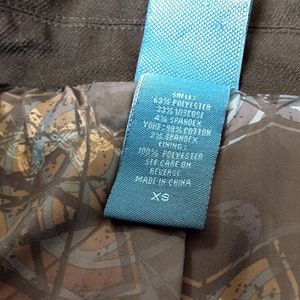 SHELL:
63% POLYESTER
33% VISCOSE
4% SPANDEX
YOKE: 98% COTTON
2% SPANDEX
LINING:
100% POLYESTER
SEE CARE ON
REVERSE
MADE IN CHINA
XS